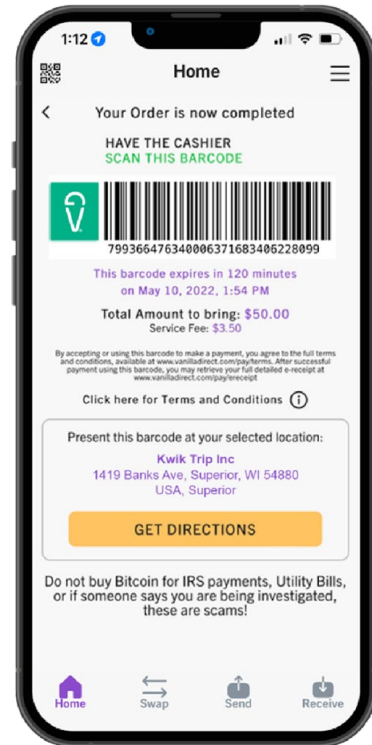 1:12
Home
Your Order is now completed
HAVE THE CASHIER
SCAN THIS BARCODE
799366476340006371683406228099
This barcode expires in 120 minutes
on May 10, 2022, 1:54 PM
Total Amount to bring: $50.00
Service Fee: $3.50
By accepting or using this barcode to make a payment, you agree to the full terms
and conditions, available at www.vanilladirect.com/pay/terms. After successful
payment using this barcode, you may retrieve your full detailed e-receipt at
www.vanilladirect.com/pay/ereceipt
Click here for Terms and Conditions
Present this barcode at your selected location:
Kwik Trip Inc
1419 Banks Ave, Superior, WI 54880
USA, Superior
GET DIRECTIONS
Do not buy Bitcoin for IRS payments, Utility Bills,
or if someone says you are being investigated,
these are scams!
Home Swap Send Receive